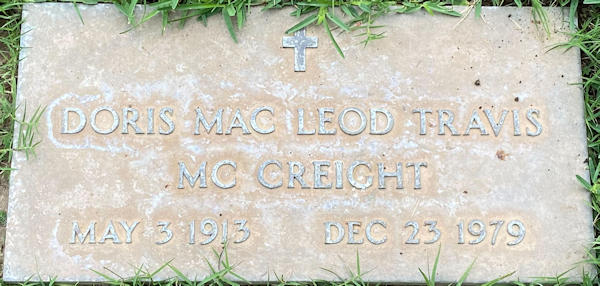 DORIS MAC LEOD TRAVIS
MC CREIGHT
MAY 3 1913 DEC 23 1979